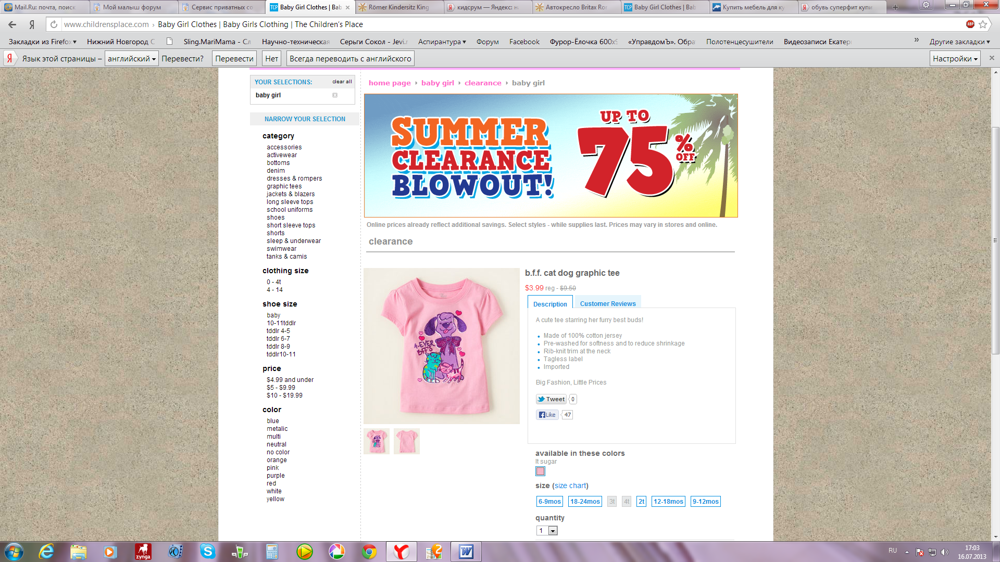 Mail.Ru: почта, поиск
Мой малыш форум
Сервис приватных со
Baby Girl Clothes | Bab
Römer Kindersitz King
кидсрум — Яндекс: н
Автокресло Britax Ror
Baby Girl Clothes | Bab
Купить мебель для ку
обувь суперфит купи
www.childrensplace.com › Baby Girl Clothes | Baby Girls Clothing | The Children's Place
ABP
Закладки из Firefox
Нижний Новгород С
Sling.MariMama - Сл
Научно-техническая
Серьги Сокол - Jevi.r
Аспирантура
Форум
Facebook
Фурор-Ёлочка 600х
«УправдомЪ». Обра
Полотенцесушители
Видеозаписи Екатер
»
Другие закладки
Язык этой страницы – английский Перевести? Перевести Нет Всегда переводить с английского
Настройки
YOUR SELECTIONS: clear all
baby girl
NARROW YOUR SELECTION
category
accessories
activewear
bottoms
denim
dresses & rompers
graphic tees
jackets & blazers
long sleeve tops
school uniforms
shoes
short sleeve tops
shorts
sleep & underwear
swimwear
tanks & camis
clothing size
0 - 4t
4 - 14
shoe size
baby
10-11tddlr
tddlr 4-5
tddlr 6-7
tddlr 8-9
tddlr10-11
price
$4.99 and under
$5 - $9.99
$10 - $19.99
color
blue
metalic
multi
neutral
no color
orange
pink
purple
red
white
yellow
home page baby girl clearance baby girl
SUMMER
CLEARANCE
BLOWOUT!
UP TO
75% OFF
Online prices already reflect additional savings. Select styles - while supplies last. Prices may vary in stores and online.
clearance
4-EVER
BFF'S
b.f.f. cat dog graphic tee
$3.99 reg - $9.50
Description
Customer Reviews
A cute tee starring her furry best buds!
Made of 100% cotton jersey
Pre-washed for softness and to reduce shrinkage
Rib-knit trim at the neck
Tagless label
Imported
Big Fashion, Little Prices
Tweet 0
Like 47
available in these colors
lt sugar
size (size chart)
6-9mos 18-24mos 3t 4t 2t 12-18mos 9-12mos
quantity
1
zynga
RU
17:03
16.07.2013